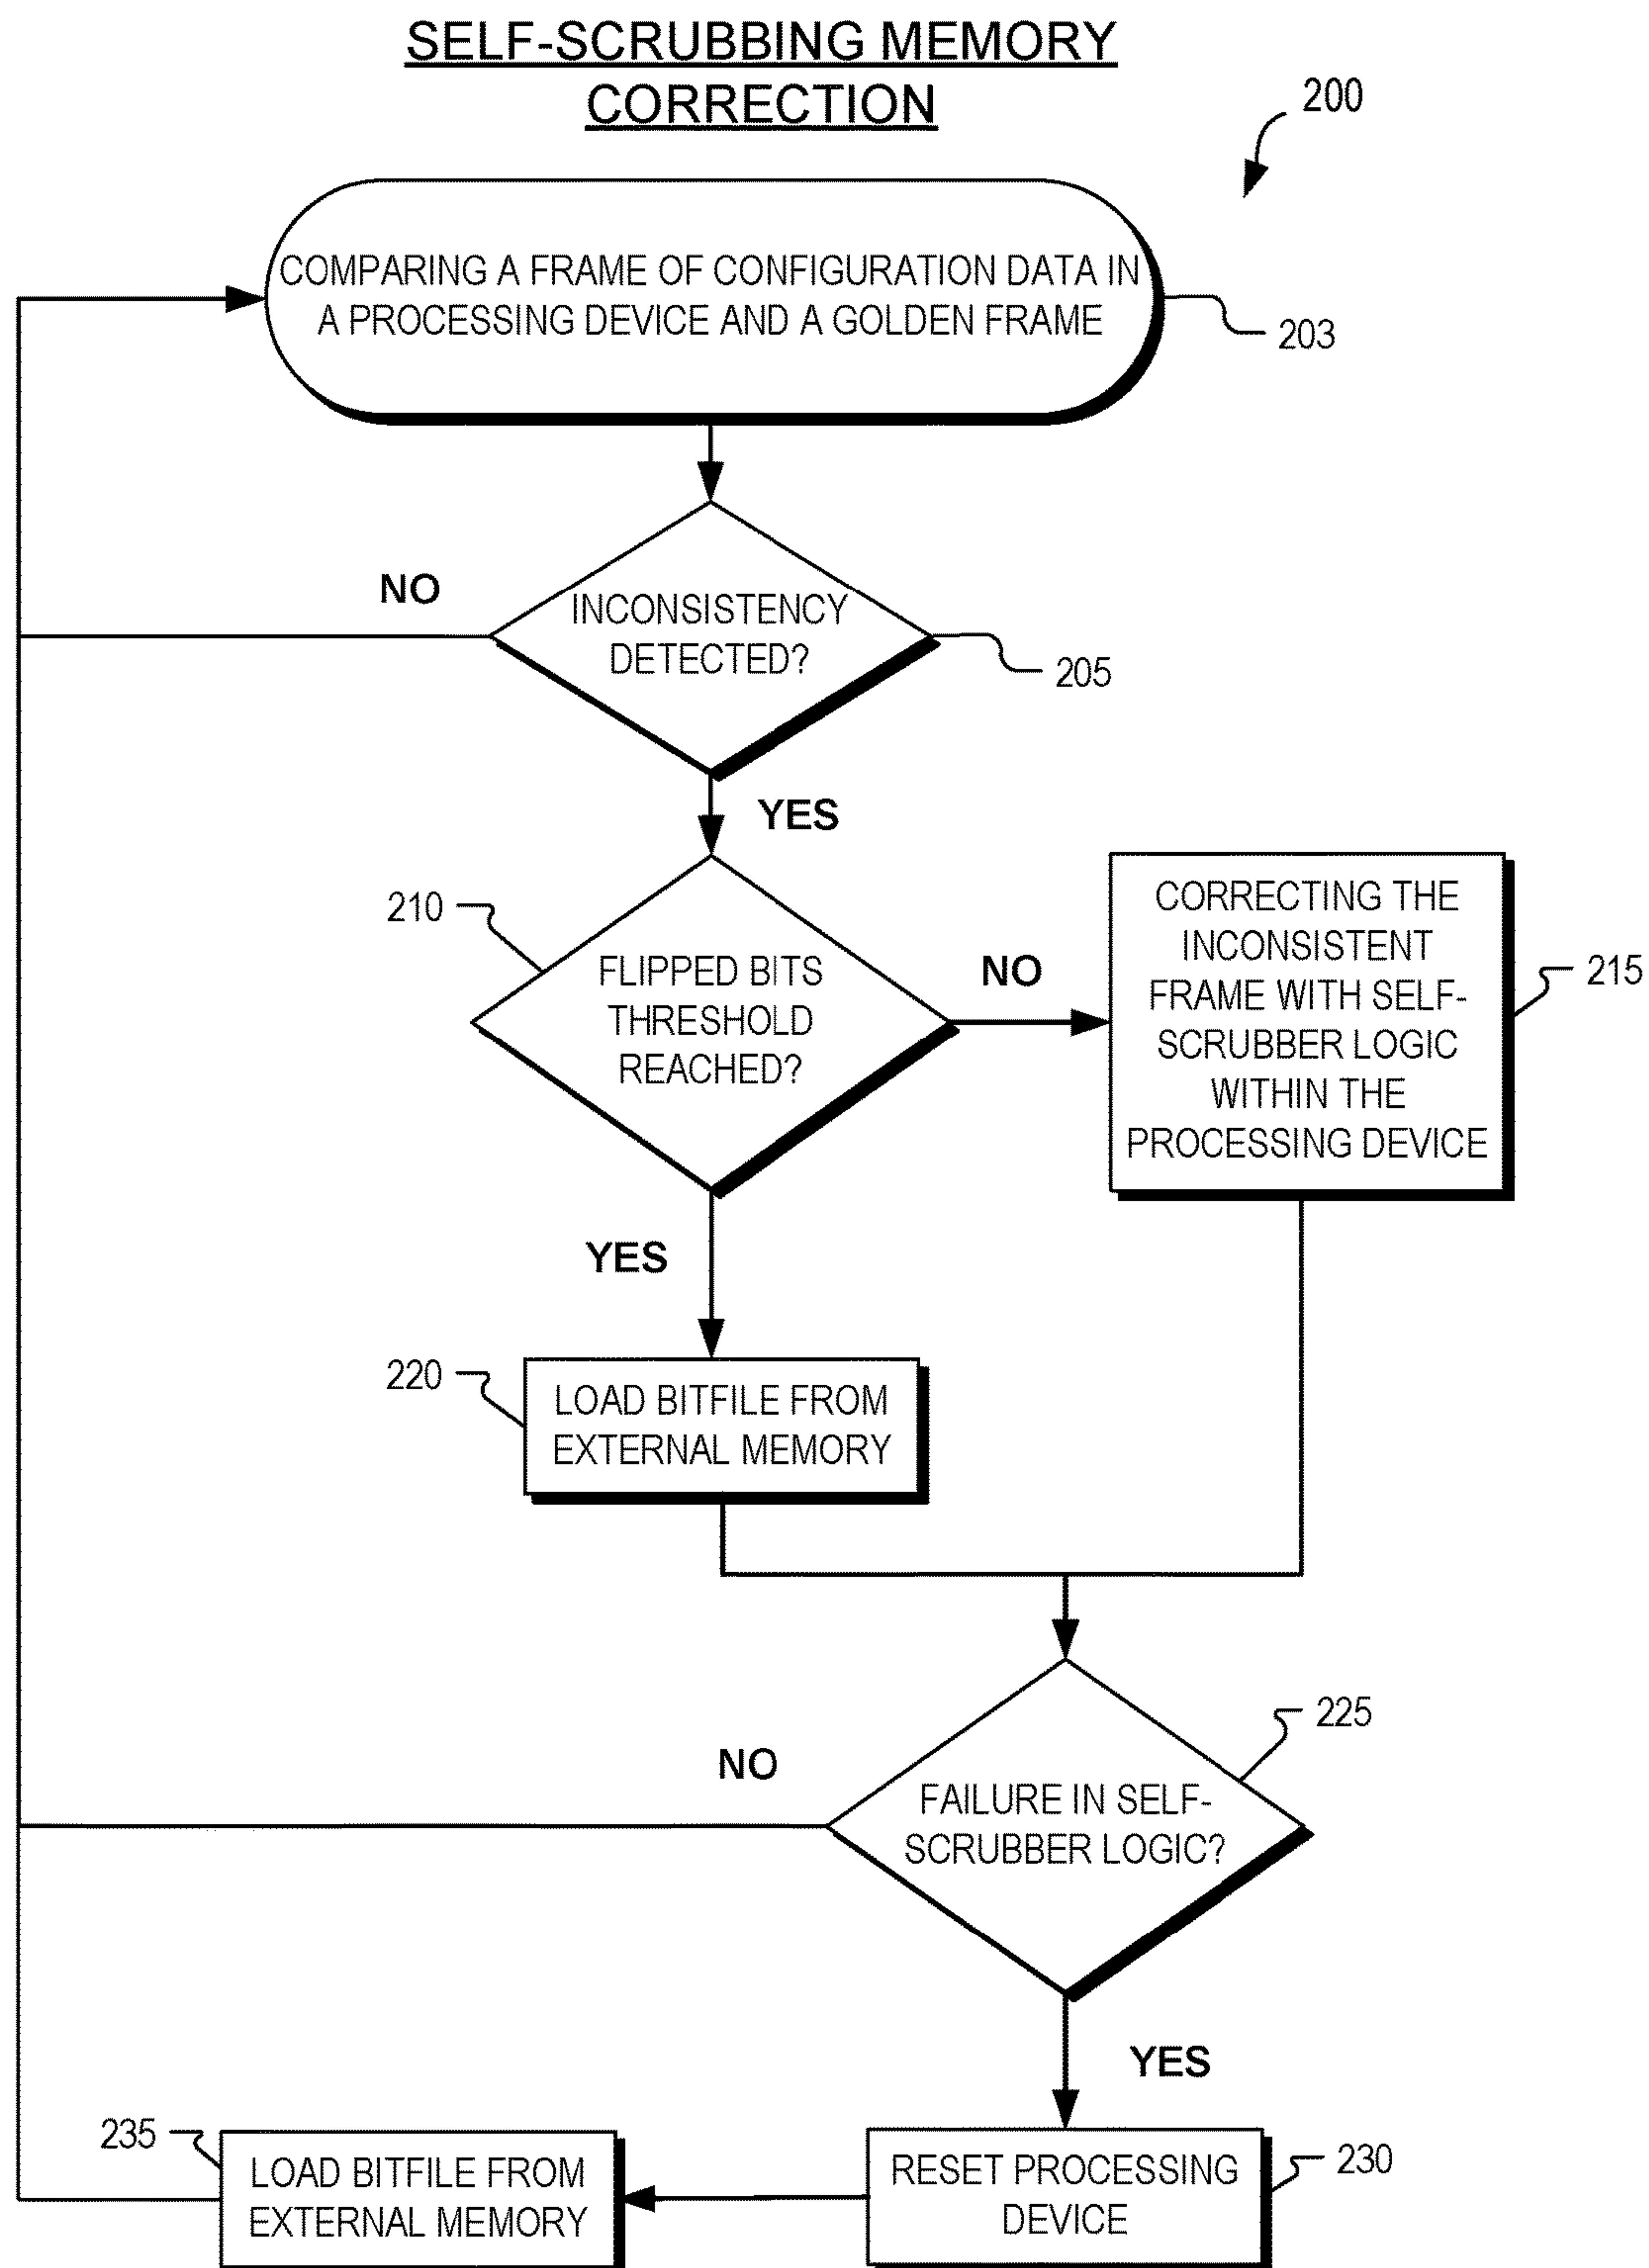 SELF-SCRUBBING MEMORY
CORRECTION
200
COMPARING A FRAME OF CONFIGURATION DATA IN
A PROCESSING DEVICE AND A GOLDEN FRAME
203
NO
INCONSISTENCY
DETECTED?
205
YES
210
FLIPPED BITS
THRESHOLD
REACHED?
NO
CORRECTING THE
INCONSISTENT
FRAME WITH SELF-
SCRUBBER LOGIC
WITHIN THE
PROCESSING DEVICE
215
YES
220
LOAD BITFILE FROM
EXTERNAL MEMORY
225
NO
FAILURE IN SELF-
SCRUBBER LOGIC?
YES
235
LOAD BITFILE FROM
EXTERNAL MEMORY
RESET PROCESSING
DEVICE
230